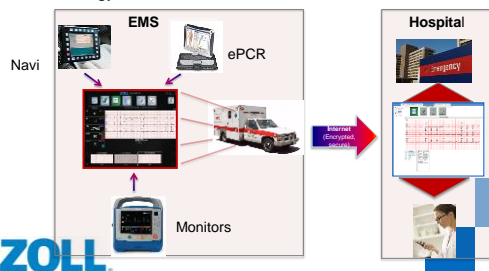 EMS
Hospital
Navi
ePCR
Emergency
Internet
(Encrypted,
secure)
Monitors
ZOLL.